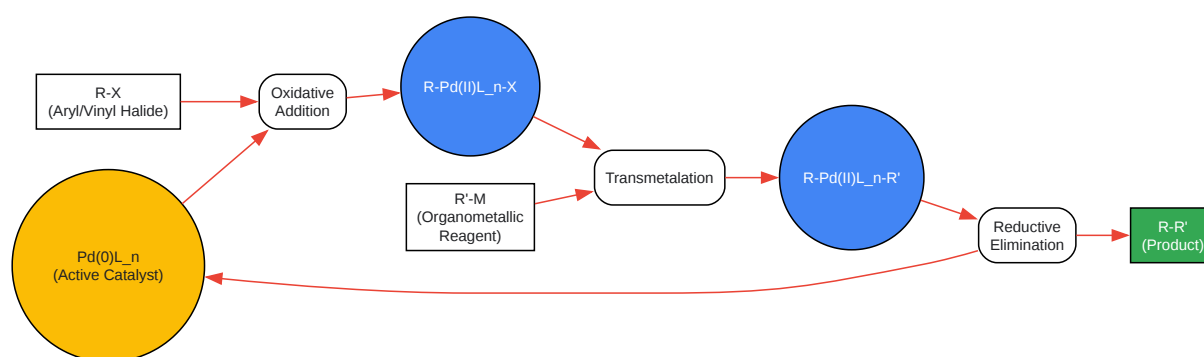 R-X
(Aryl/Vinyl Halide)
Oxidative
Addition
R-Pd(II)L_n-X
Pd(0)L_n
(Active Catalyst)
R'-M
(Organometallic
Reagent)
Transmetalation
R-Pd(II)L_n-R'
Reductive
Elimination
R-R'
(Product)